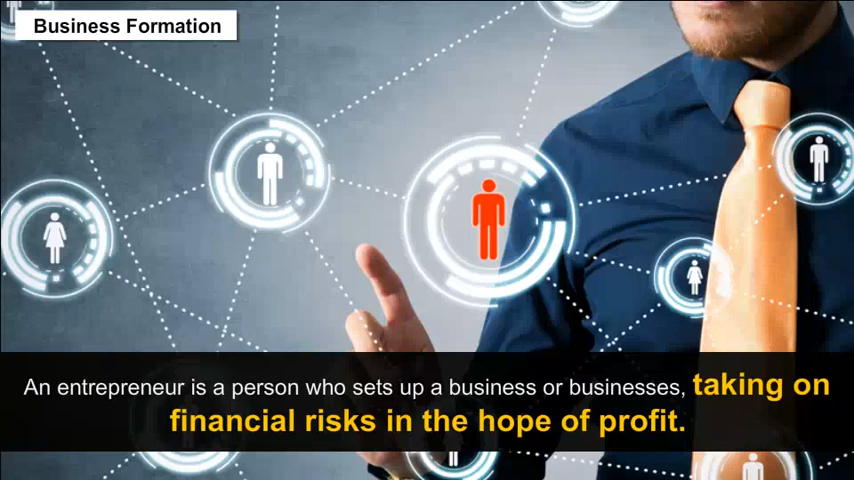 Business Formation
An entrepreneur is a person who sets up a business or businesses, taking on
financial risks in the hope of profit.